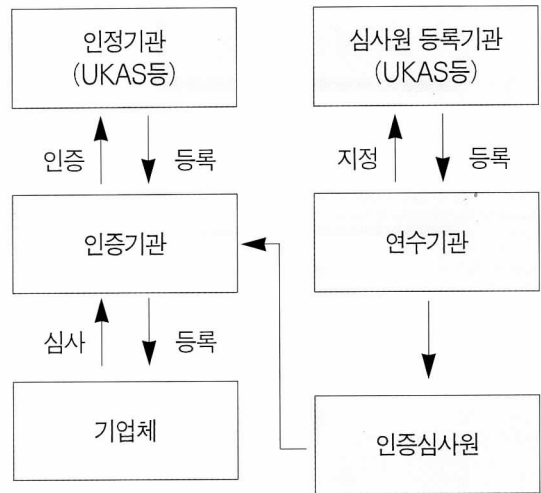 인정기관
(UKAS등)
심사원 등록기관
(UKAS등)
인증
등록
지정
등록
인증기관
연수기관
심사
등록
기업체
인증심사원